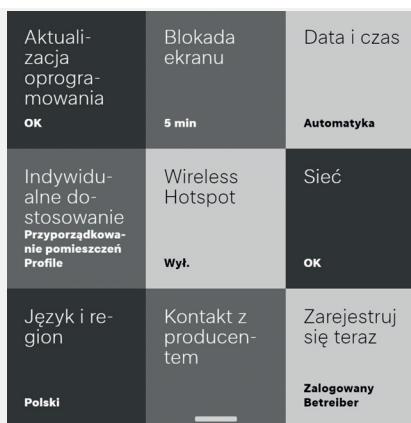 Aktuali-
zacja
oprogra-
mowania
OK
Blokada
ekranu
5 min
Data i czas
Automatyka
Indywidu-
alne do-
stosowanie
Przyporządkowa-
nie pomieszczeń
Profile
Wireless
Hotspot
Wył.
Sieć
OK
Język i re-
gion
Polski
Kontakt z
producen-
tem
Zarejestruj
się teraz
Zalogowany
Betreiber